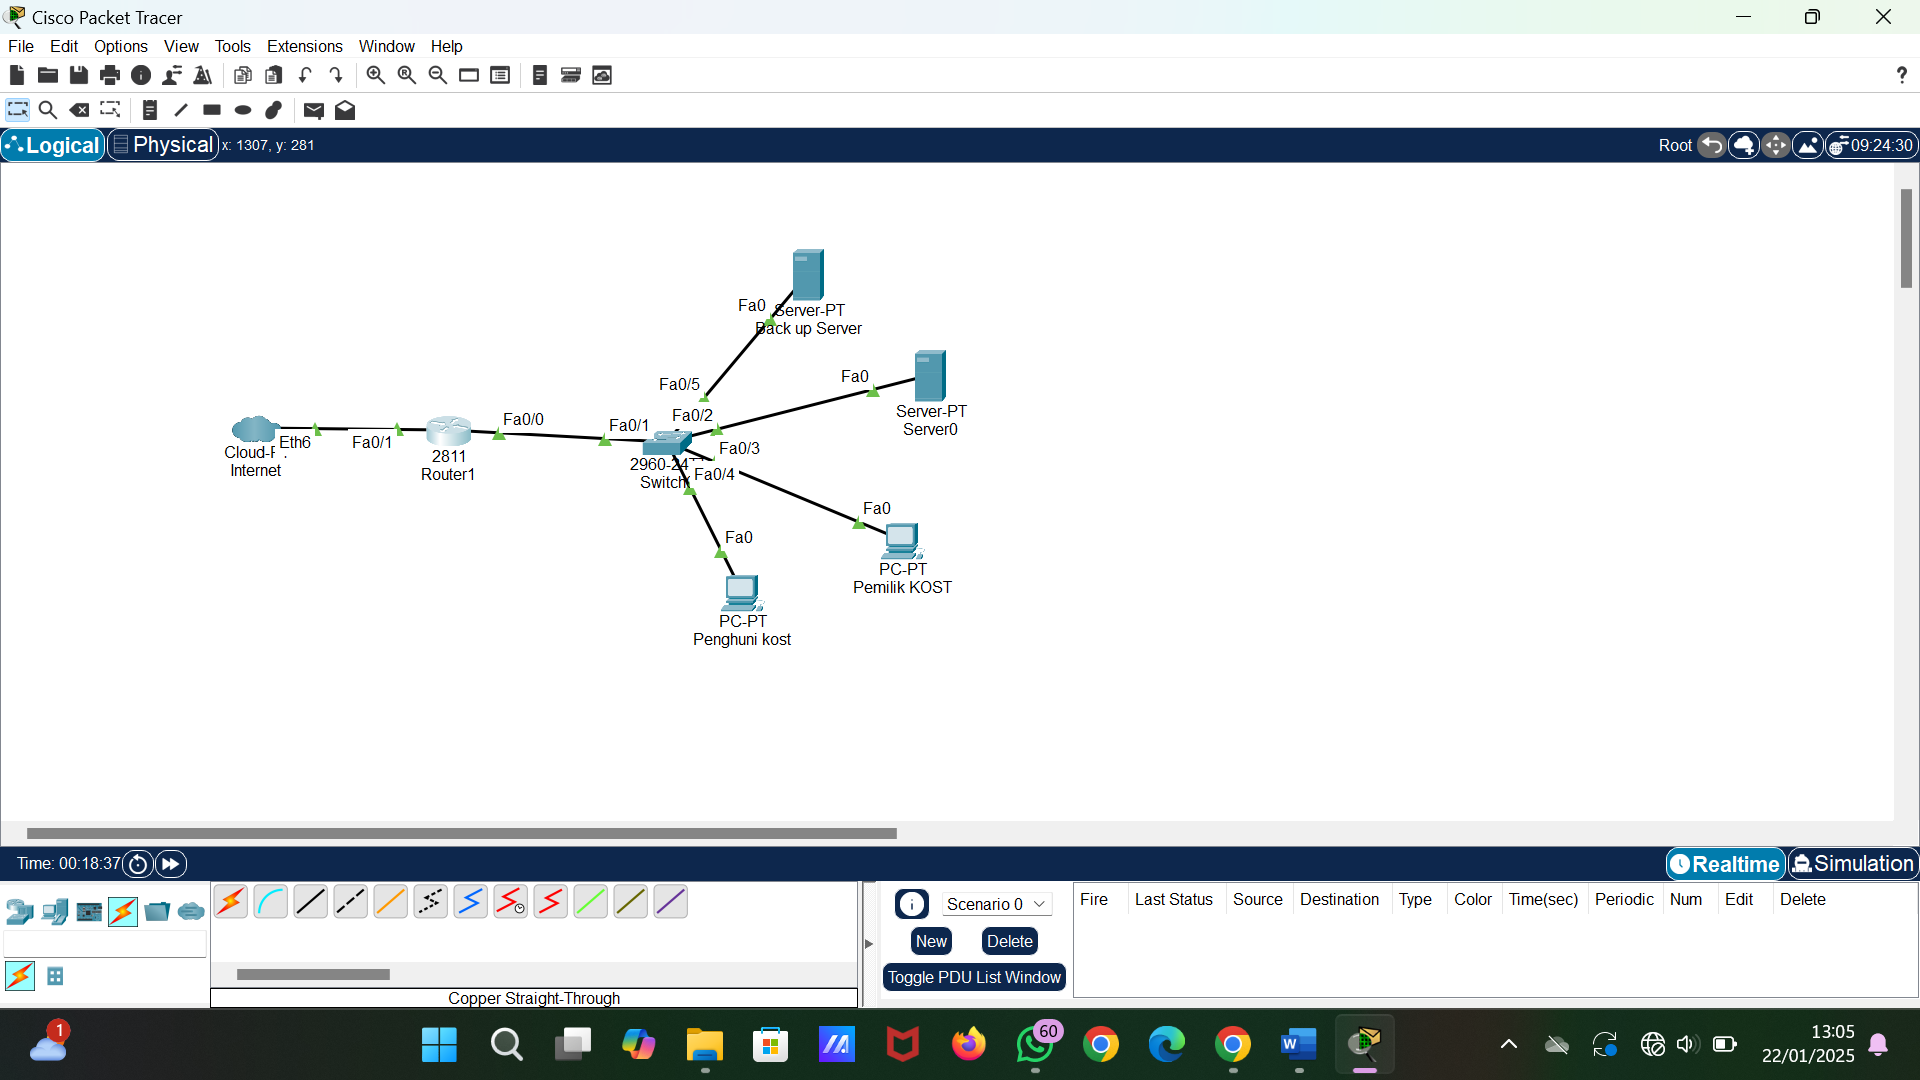 Cisco Packet Tracer
File Edit Options View Tools Extensions Window Help
?
Logical Physical x: 1307, y: 281 Root 09:24:30
Fa0
Server-PT
Back up Server
Fa0/5
Fa0
Fa0/2
Server-PT
Server0
Fa0/0
Fa0/1
Eth6
Fa0/1
Internet
2811
Router1
Fa0/3
Fa0/4
2960-24
Switch
Fa0
PC-PT
Pemilik KOST
Fa0
PC-PT
Penghuni kost
Time: 00:18:37 Realtime Simulation
Scenario 0
New Delete
Toggle PDU List Window
Fire Last Status Source Destination Type Color Time(sec) Periodic Num Edit Delete
Copper Straight-Through
1
60
13:05
22/01/2025